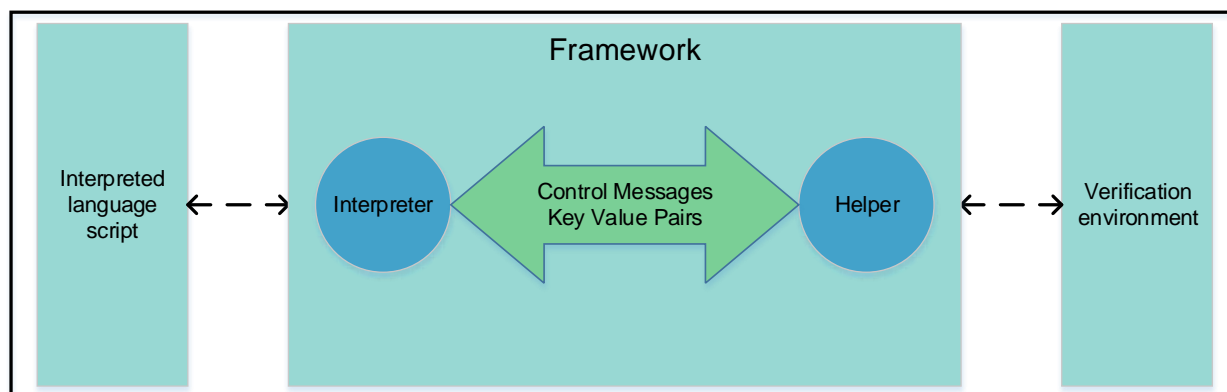 Framework
Interpreted
language
script
Interpreter
Control Messages
Key Value Pairs
Helper
Verification
environment